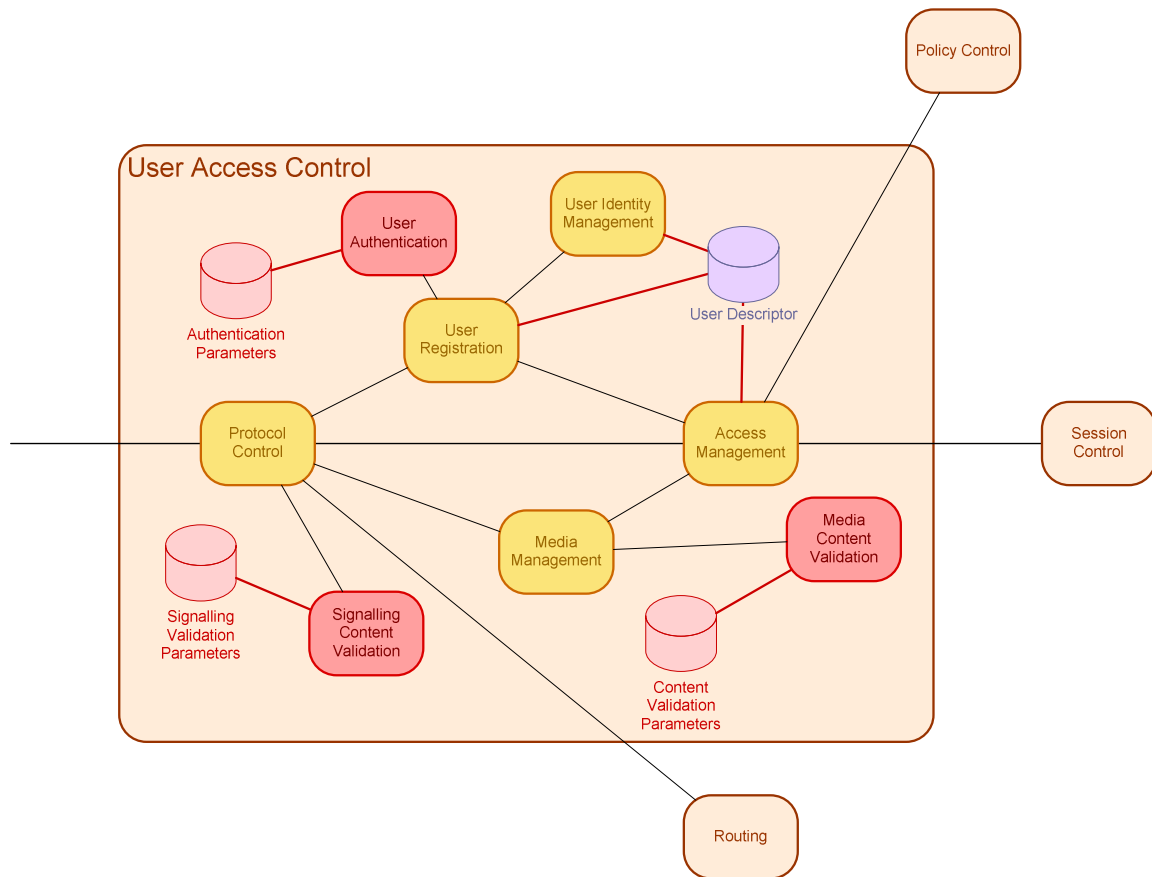 Policy Control
User Access Control
User
Authentication
User Identity
Management
User Descriptor
Authentication
Parameters
User
Registration
Protocol
Control
Access
Management
Session
Control
Media
Management
Media
Content
Validation
Signalling
Validation
Parameters
Signalling
Content
Validation
Content
Validation
Parameters
Routing